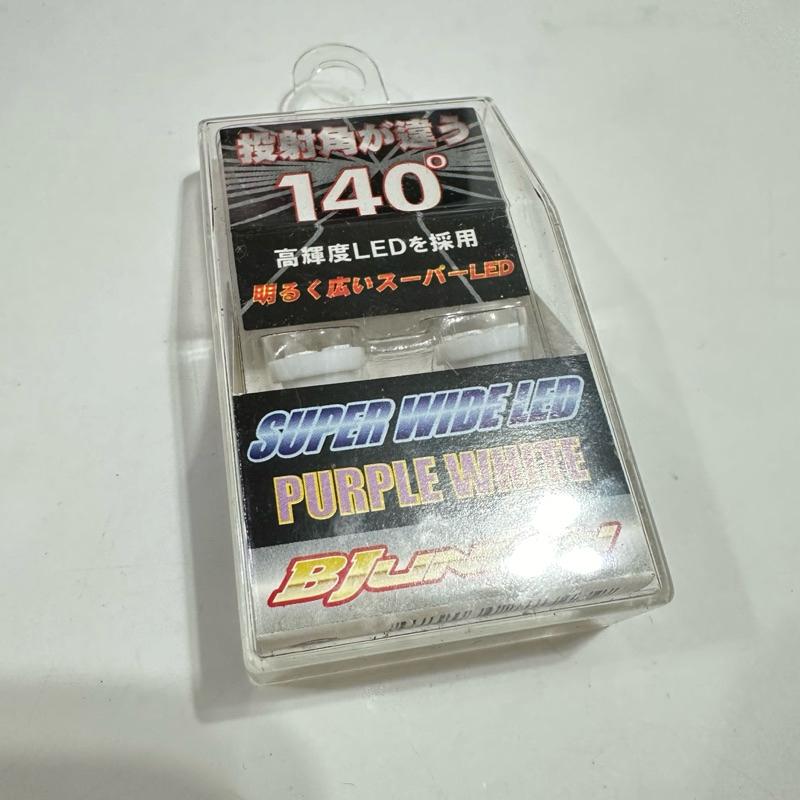 投射角が違う
140°
高輝度LEDを採用
明るく広いスーパーLED
SUPER WIDE LED
PURPLE WHITE